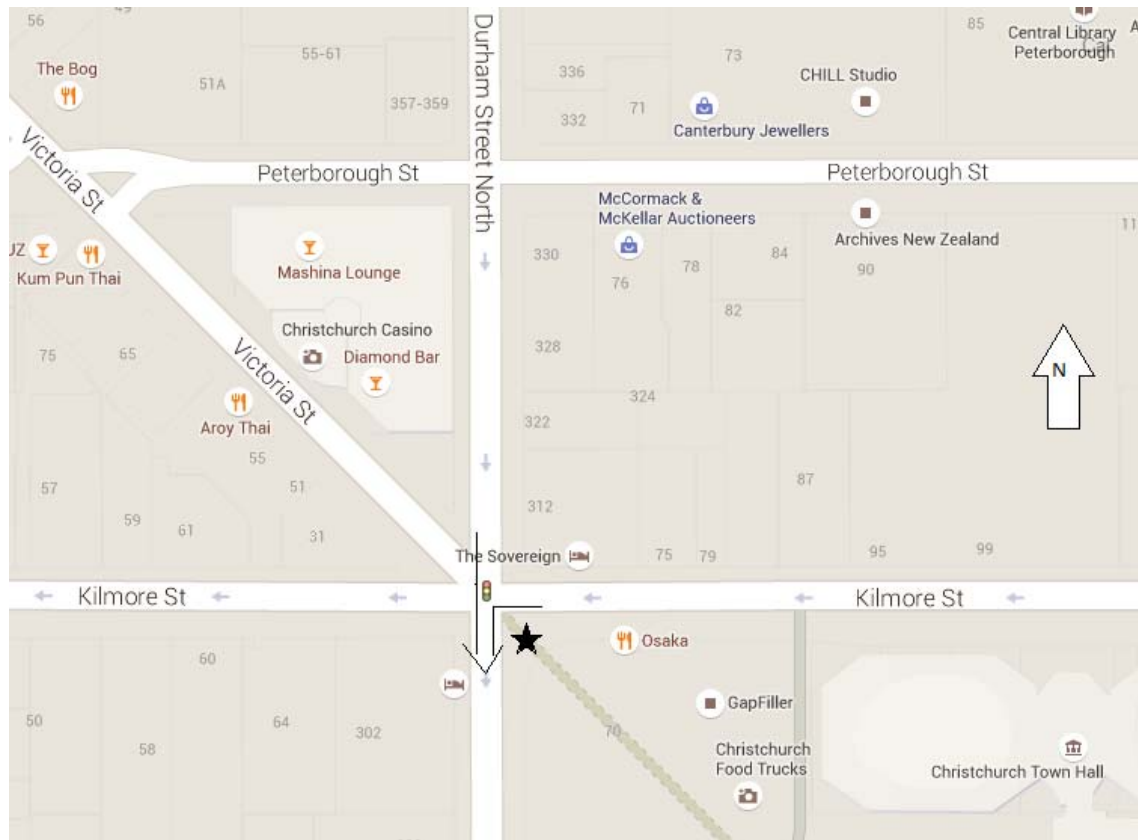 56
49
55-61
51A
357-359
The Bog
Durham Street North
336
332
73
71
85
CHILL Studio
Central Library
Peterborough
Canterbury Jewellers
Victoria St
Peterborough St
Peterborough St
McCormack &
McKellar Auctioneers
Archives New Zealand
Kum Pun Thai
Mashina Lounge
330
76
78
84
90
82
11
N
Christchurch Casino
Diamond Bar
Victoria St
75
65
328
324
322
Aroy Thai
55
51
57
59
61
31
312
87
The Sovereign
75
79
95
99
Kilmore St
Kilmore St
60
Osaka
50
58
64
302
70
GapFiller
Christchurch
Food Trucks
Christchurch Town Hall